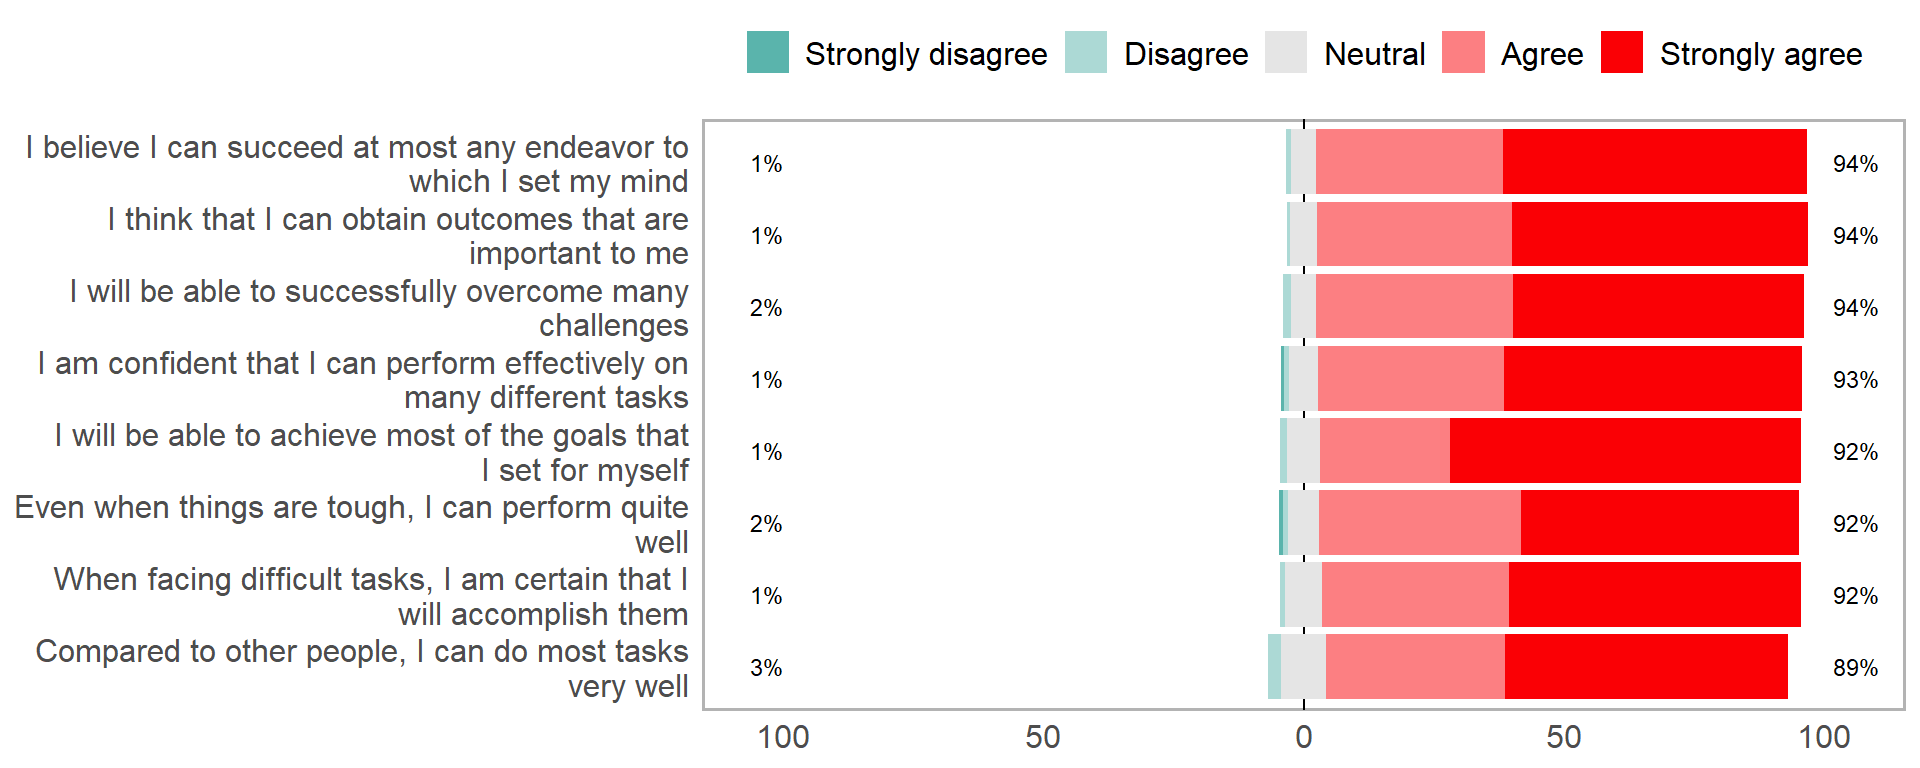 Strongly disagree Disagree Neutral Agree Strongly agree
I believe I can succeed at most any endeavor to
which I set my mind
1% 94%
I think that I can obtain outcomes that are
important to me
1% 94%
I will be able to successfully overcome many
challenges
2% 94%
I am confident that I can perform effectively on
many different tasks
1% 93%
I will be able to achieve most of the goals that
I set for myself
1% 92%
Even when things are tough, I can perform quite
well
2% 92%
When facing difficult tasks, I am certain that I
will accomplish them
1% 92%
Compared to other people, I can do most tasks
very well
3% 89%
100 50 0 50 100